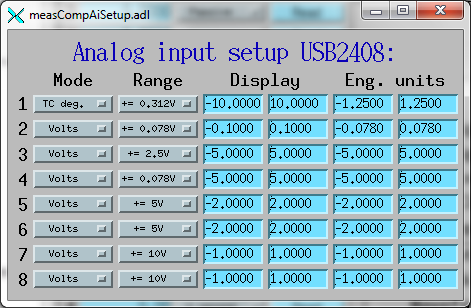 measCompAiSetup.adl
Analog input setup USB2408:
Mode Range Display Eng. units
1 TC deg. += 0.312V -10.0000 10.0000 -1.2500 1.2500
2 Volts += 0.078V -0.1000 0.1000 -0.0780 0.0780
3 Volts += 2.5V -5.0000 5.0000 -5.0000 5.0000
4 Volts += 0.078V -5.0000 5.0000 -5.0000 5.0000
5 Volts += 5V -2.0000 2.0000 -2.0000 2.0000
6 Volts += 5V -2.0000 2.0000 -2.0000 2.0000
7 Volts += 10V -1.0000 1.0000 -1.0000 1.0000
8 Volts += 10V -1.0000 1.0000 -1.0000 1.0000